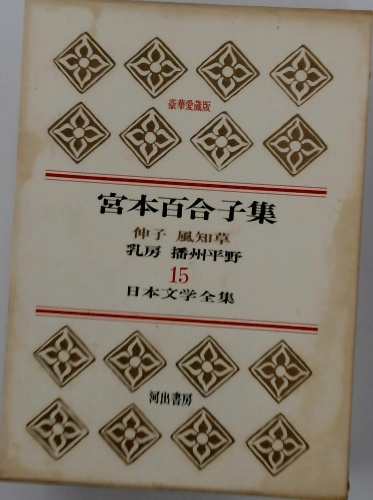 豪華愛蔵版
宮本百合子集
伸子 風知草
乳房 播州平野
15
日本文学全集
河出書房